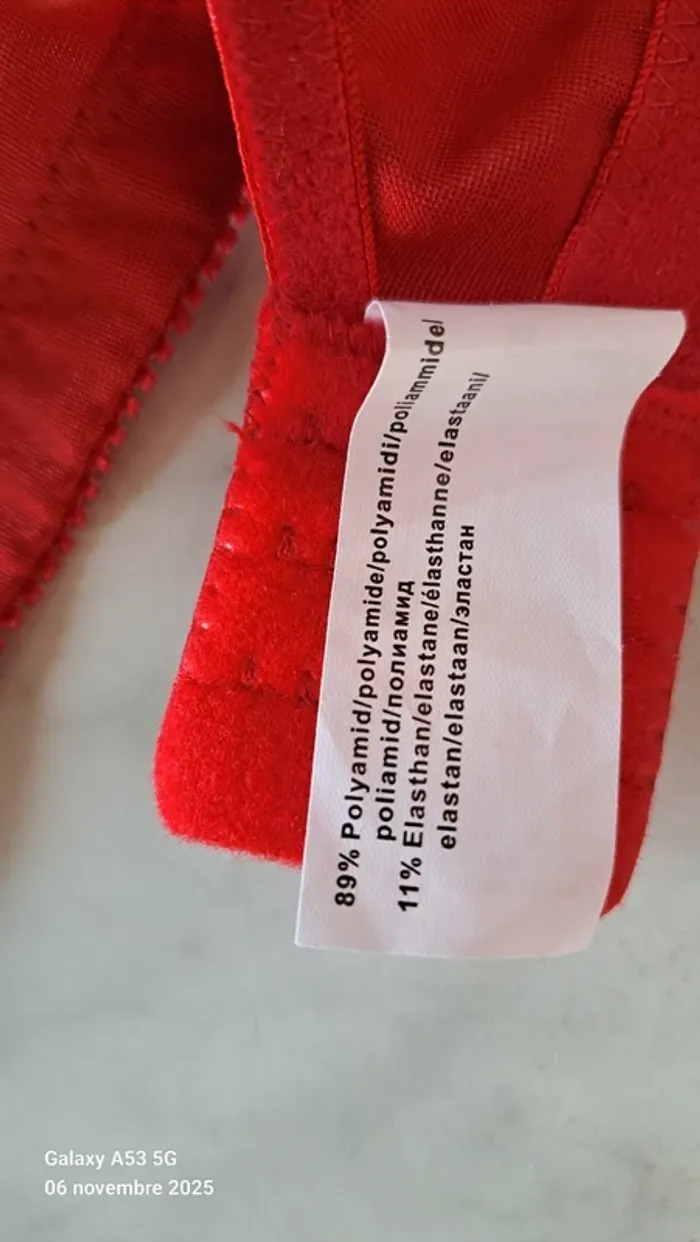 89% Polyamid/polyamide/polyamidi/poliammide/
poliamid/полиамид
11% Elasthan/elastane/élasthanne/elastaani/
elastan/elastaan/эластан
Galaxy A53 5G
06 novembre 2025